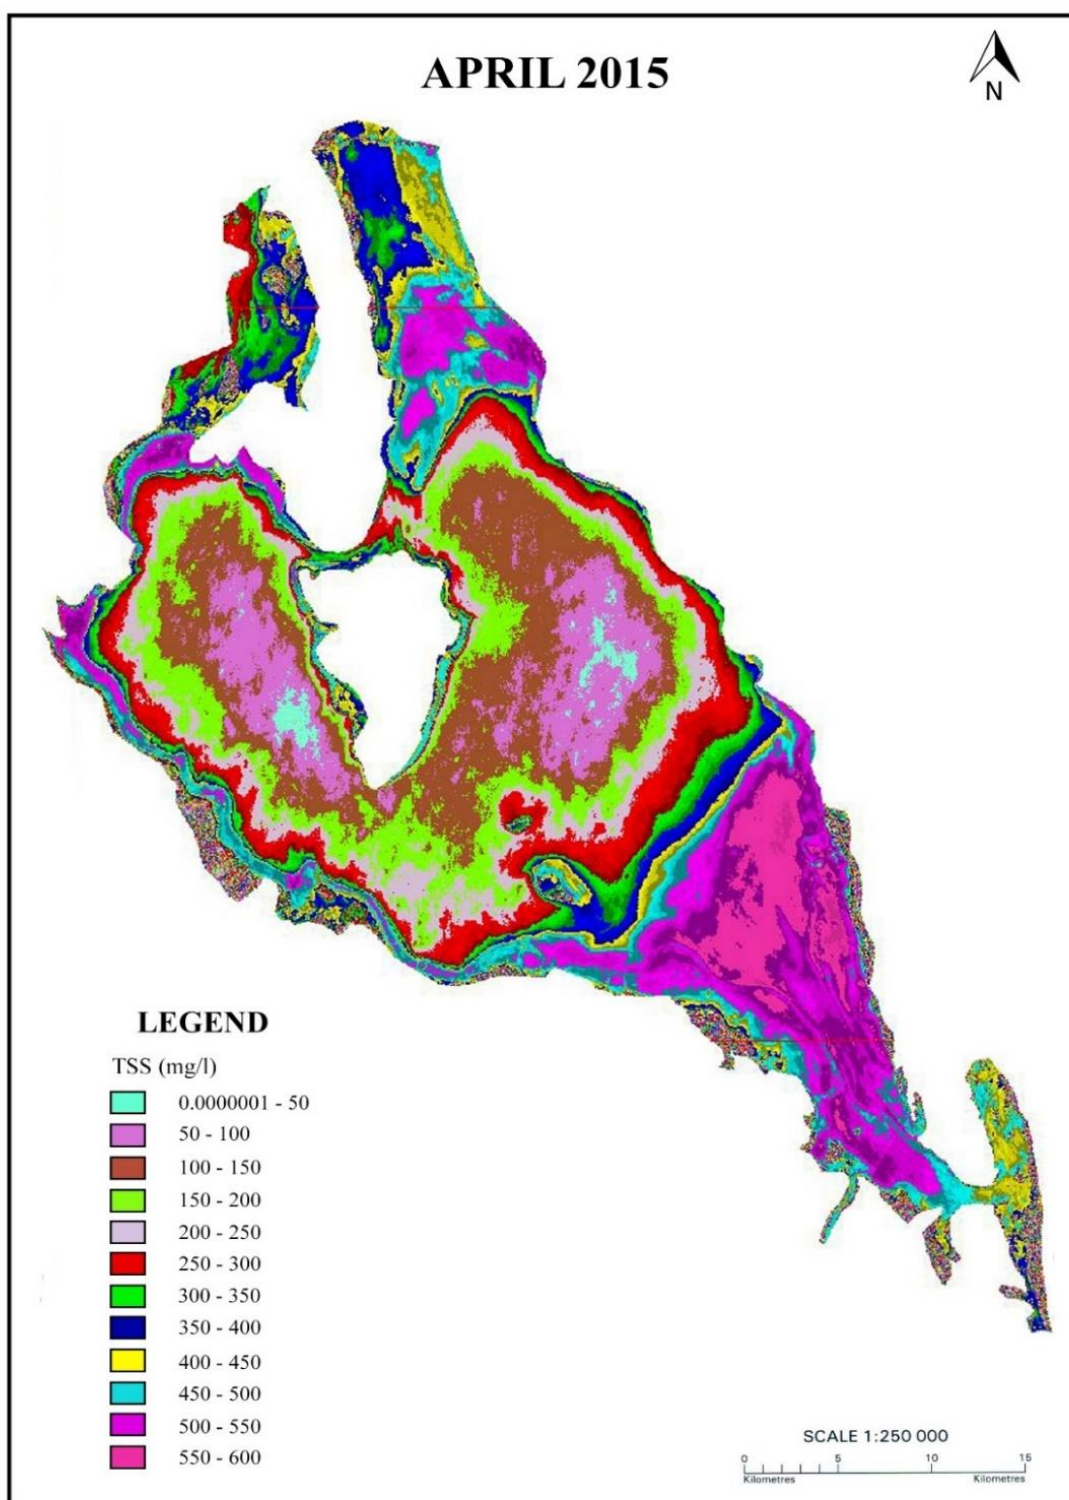 APRIL 2015
N
LEGEND
TSS (mg/l)
0.0000001 - 50
50 - 100
100 - 150
150 - 200
200 - 250
250 - 300
300 - 350
350 - 400
400 - 450
450 - 500
500 - 550
550 - 600
SCALE 1:250 000
0 5 10 15
Kilometres Kilometres